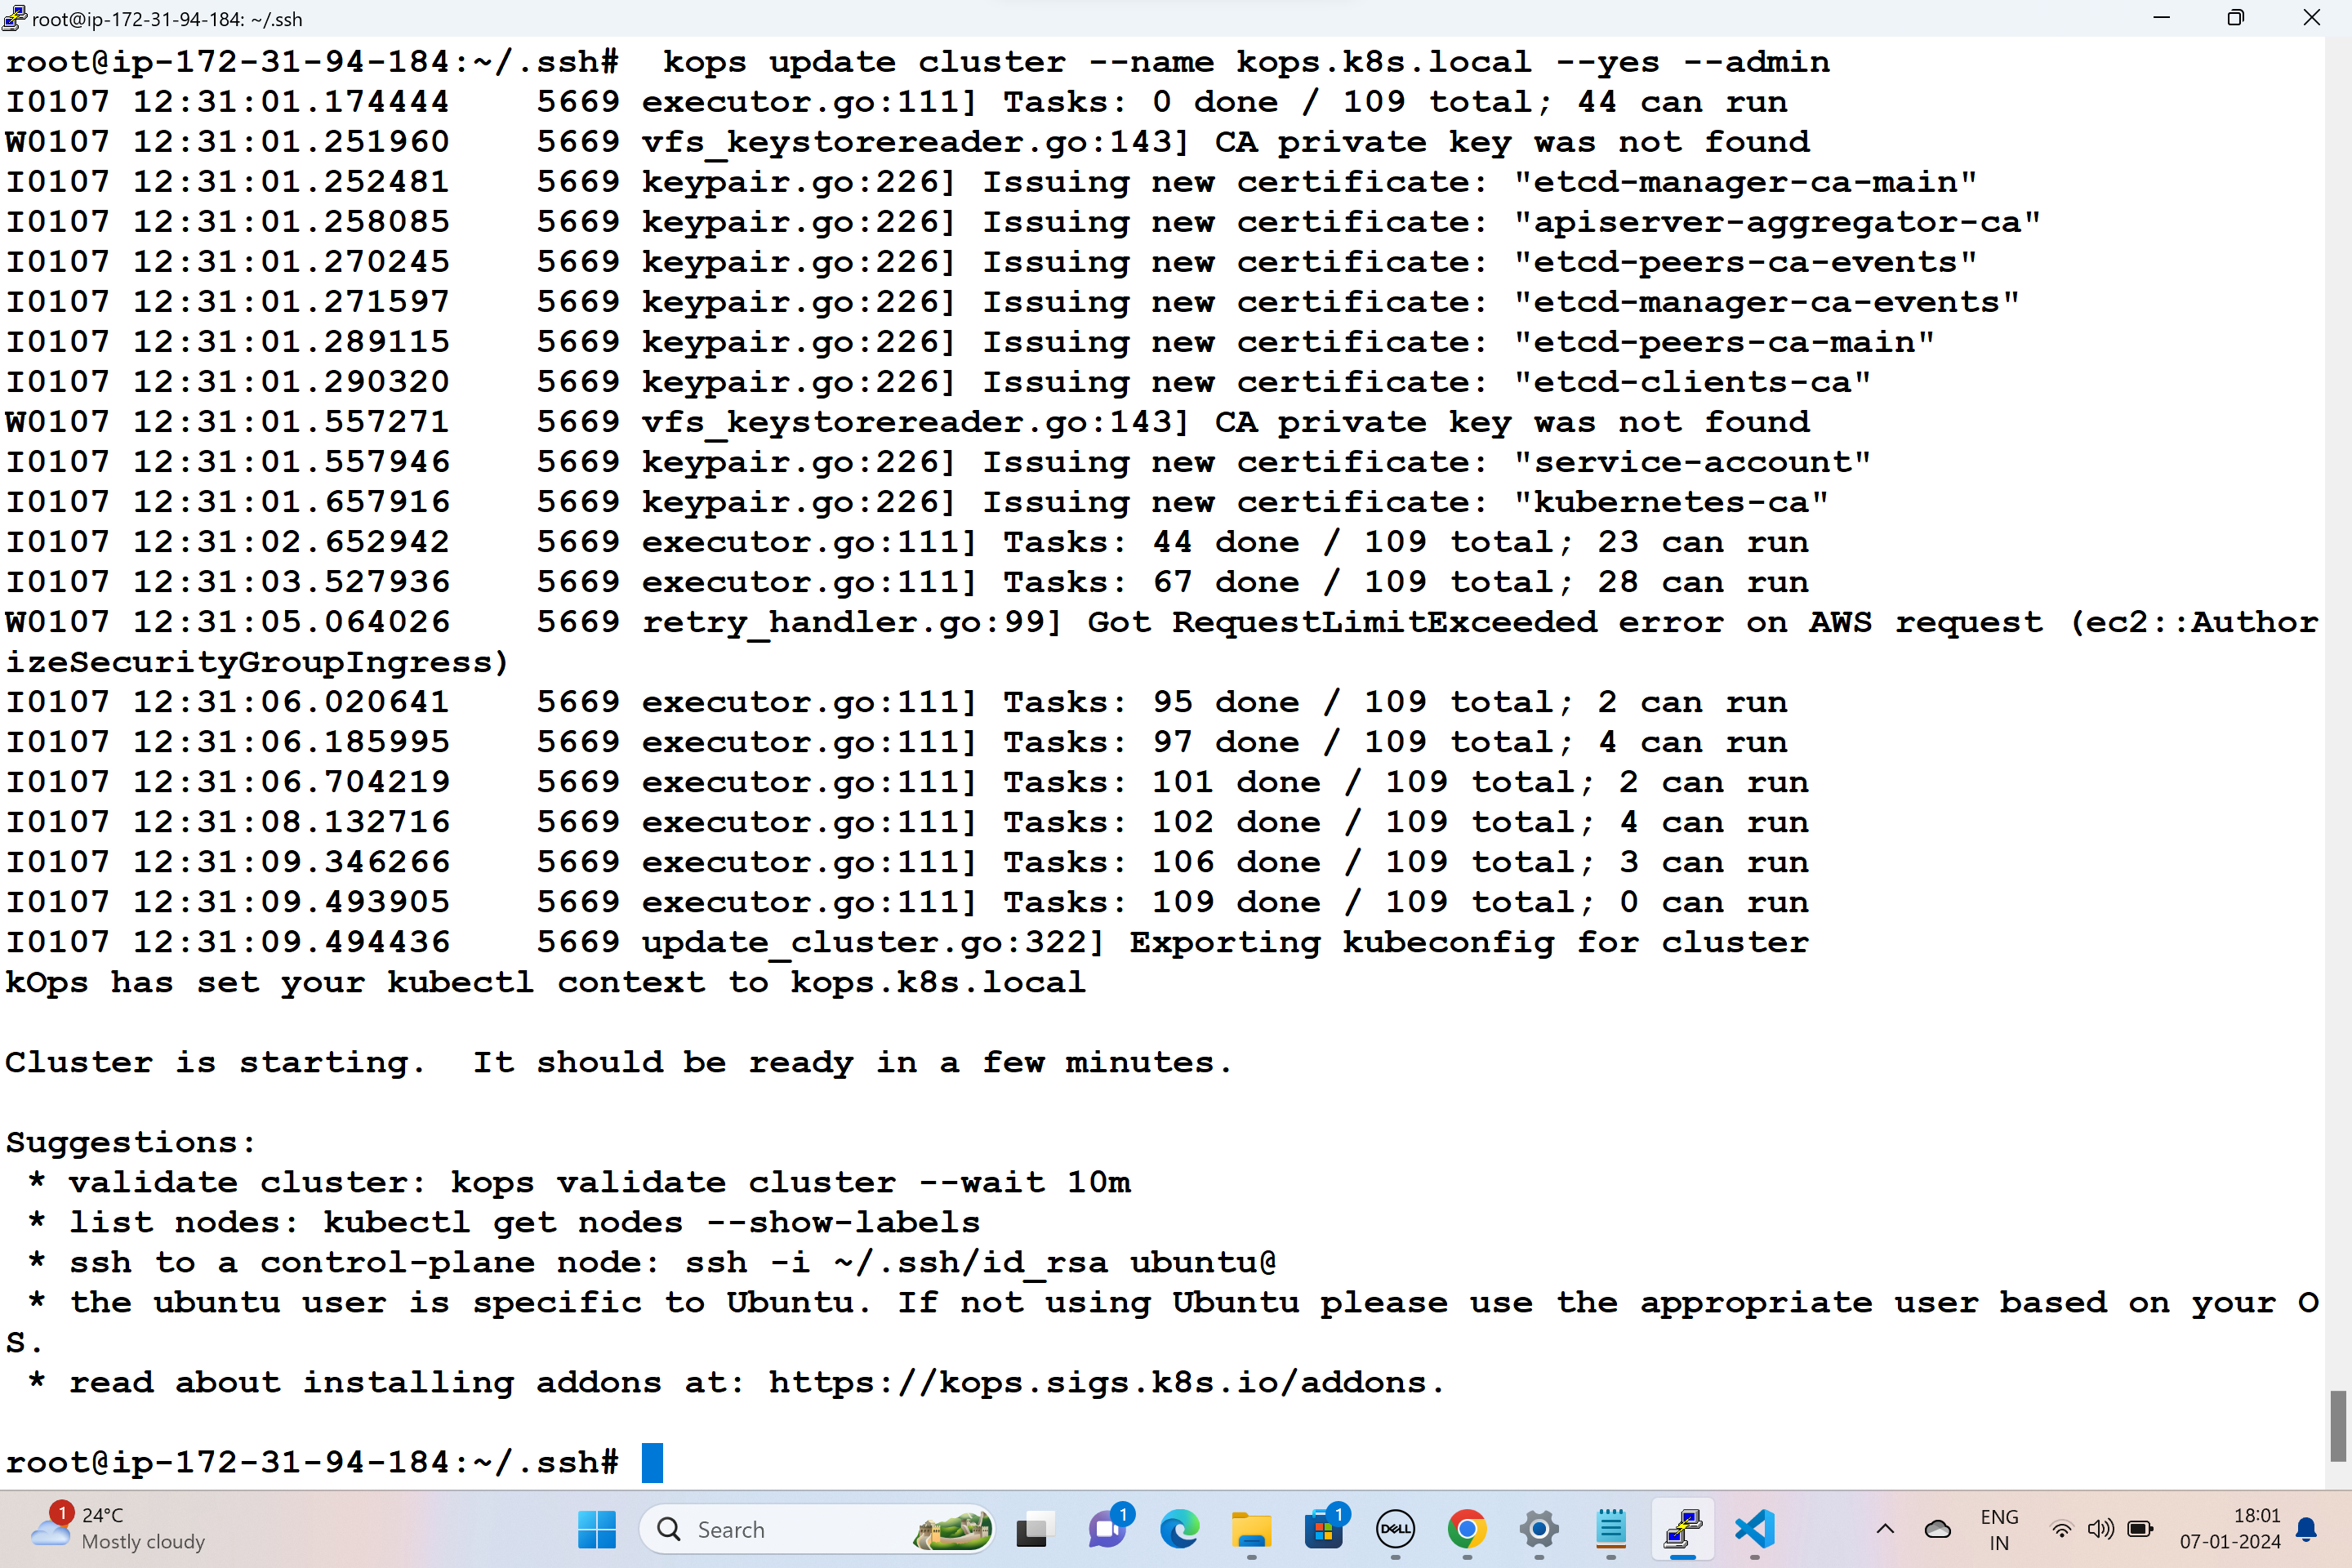 root@ip-172-31-94-184: ~/.ssh
root@ip-172-31-94-184:~/.ssh#  kops update cluster --name kops.k8s.local --yes --admin
I0107 12:31:01.174444    5669 executor.go:111] Tasks: 0 done / 109 total; 44 can run
W0107 12:31:01.251960    5669 vfs_keystorereader.go:143] CA private key was not found
I0107 12:31:01.252481    5669 keypair.go:226] Issuing new certificate: "etcd-manager-ca-main"
I0107 12:31:01.258085    5669 keypair.go:226] Issuing new certificate: "apiserver-aggregator-ca"
I0107 12:31:01.270245    5669 keypair.go:226] Issuing new certificate: "etcd-peers-ca-events"
I0107 12:31:01.271597    5669 keypair.go:226] Issuing new certificate: "etcd-manager-ca-events"
I0107 12:31:01.289115    5669 keypair.go:226] Issuing new certificate: "etcd-peers-ca-main"
I0107 12:31:01.290320    5669 keypair.go:226] Issuing new certificate: "etcd-clients-ca"
W0107 12:31:01.557271    5669 vfs_keystorereader.go:143] CA private key was not found
I0107 12:31:01.557946    5669 keypair.go:226] Issuing new certificate: "service-account"
I0107 12:31:01.657916    5669 keypair.go:226] Issuing new certificate: "kubernetes-ca"
I0107 12:31:02.652942    5669 executor.go:111] Tasks: 44 done / 109 total; 23 can run
I0107 12:31:03.527936    5669 executor.go:111] Tasks: 67 done / 109 total; 28 can run
W0107 12:31:05.064026    5669 retry_handler.go:99] Got RequestLimitExceeded error on AWS request (ec2::Author
izeSecurityGroupIngress)
I0107 12:31:06.020641    5669 executor.go:111] Tasks: 95 done / 109 total; 2 can run
I0107 12:31:06.185995    5669 executor.go:111] Tasks: 97 done / 109 total; 4 can run
I0107 12:31:06.704219    5669 executor.go:111] Tasks: 101 done / 109 total; 2 can run
I0107 12:31:08.132716    5669 executor.go:111] Tasks: 102 done / 109 total; 4 can run
I0107 12:31:09.346266    5669 executor.go:111] Tasks: 106 done / 109 total; 3 can run
I0107 12:31:09.493905    5669 executor.go:111] Tasks: 109 done / 109 total; 0 can run
I0107 12:31:09.494436    5669 update_cluster.go:322] Exporting kubeconfig for cluster
kOps has set your kubectl context to kops.k8s.local
Cluster is starting.  It should be ready in a few minutes.
Suggestions:
 * validate cluster: kops validate cluster --wait 10m
 * list nodes: kubectl get nodes --show-labels
 * ssh to a control-plane node: ssh -i ~/.ssh/id_rsa ubuntu@
 * the ubuntu user is specific to Ubuntu. If not using Ubuntu please use the appropriate user based on your O
S.
 * read about installing addons at: https://kops.sigs.k8s.io/addons.
root@ip-172-31-94-184:~/.ssh#
1
24°C
Mostly cloudy
Search
1
1
DELL
ENG
IN
18:01
07-01-2024